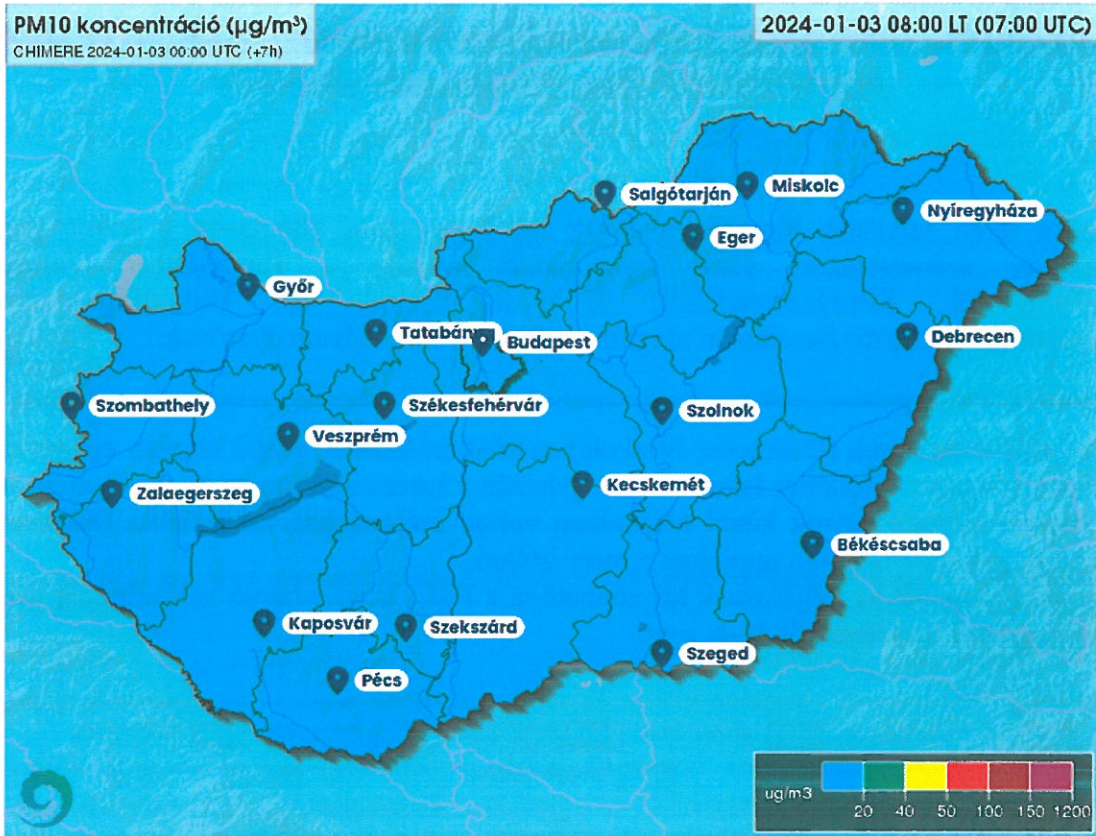 PM10 koncentráció (µg/m³)
CHIMERE 2024-01-03 00:00 UTC (+7h)
2024-01-03 08:00 LT (07:00 UTC)
Salgótarján
Miskolc
Nyíregyháza
Eger
Győr
Tatabánya
Budapest
Debrecen
Szombathely
Székesfehérvár
Szolnok
Veszprém
Zalaegerszeg
Kecskemét
Békéscsaba
Kaposvár
Szekszárd
Szeged
Pécs
ug/m3
20 40 50 100 150 1200